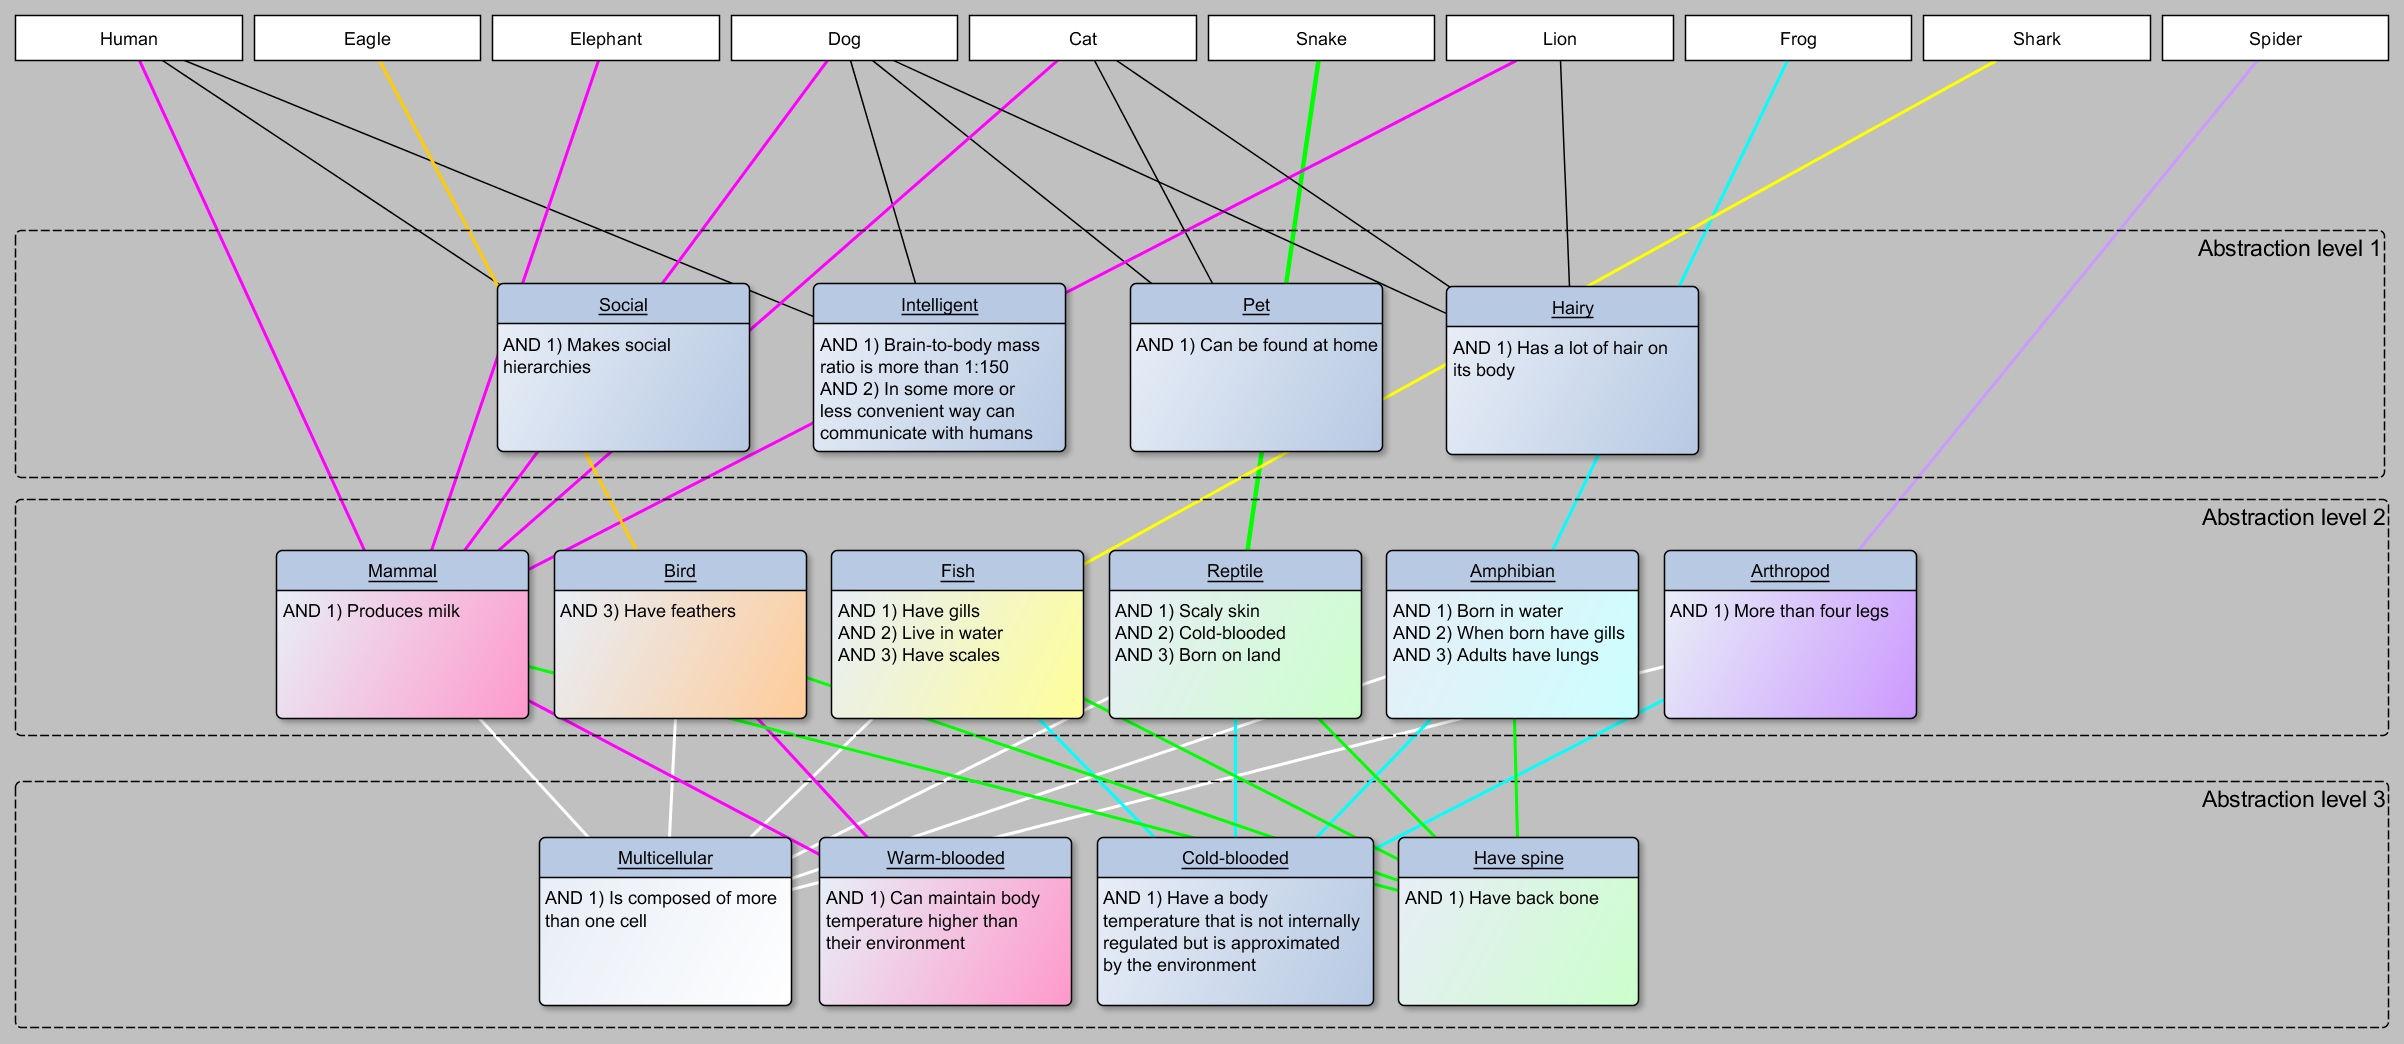 Human
Eagle
Elephant
Dog
Cat
Snake
Lion
Frog
Shark
Spider
Abstraction level 1
Social
AND 1) Makes social
hierarchies
Intelligent
AND 1) Brain-to-body mass
ratio is more than 1:150
AND 2) In some more or
less convenient way can
communicate with humans
Pet
AND 1) Can be found at home
Hairy
AND 1) Has a lot of hair on
its body
Abstraction level 2
Mammal
AND 1) Produces milk
Bird
AND 3) Have feathers
Fish
AND 1) Have gills
AND 2) Live in water
AND 3) Have scales
Reptile
AND 1) Scaly skin
AND 2) Cold-blooded
AND 3) Born on land
Amphibian
AND 1) Born in water
AND 2) When born have gills
AND 3) Adults have lungs
Arthropod
AND 1) More than four legs
Abstraction level 3
Multicellular
AND 1) Is composed of more
than one cell
Warm-blooded
AND 1) Can maintain body
temperature higher than
their environment
Cold-blooded
AND 1) Have a body
temperature that is not internally
regulated but is approximated
by the environment
Have spine
AND 1) Have back bone